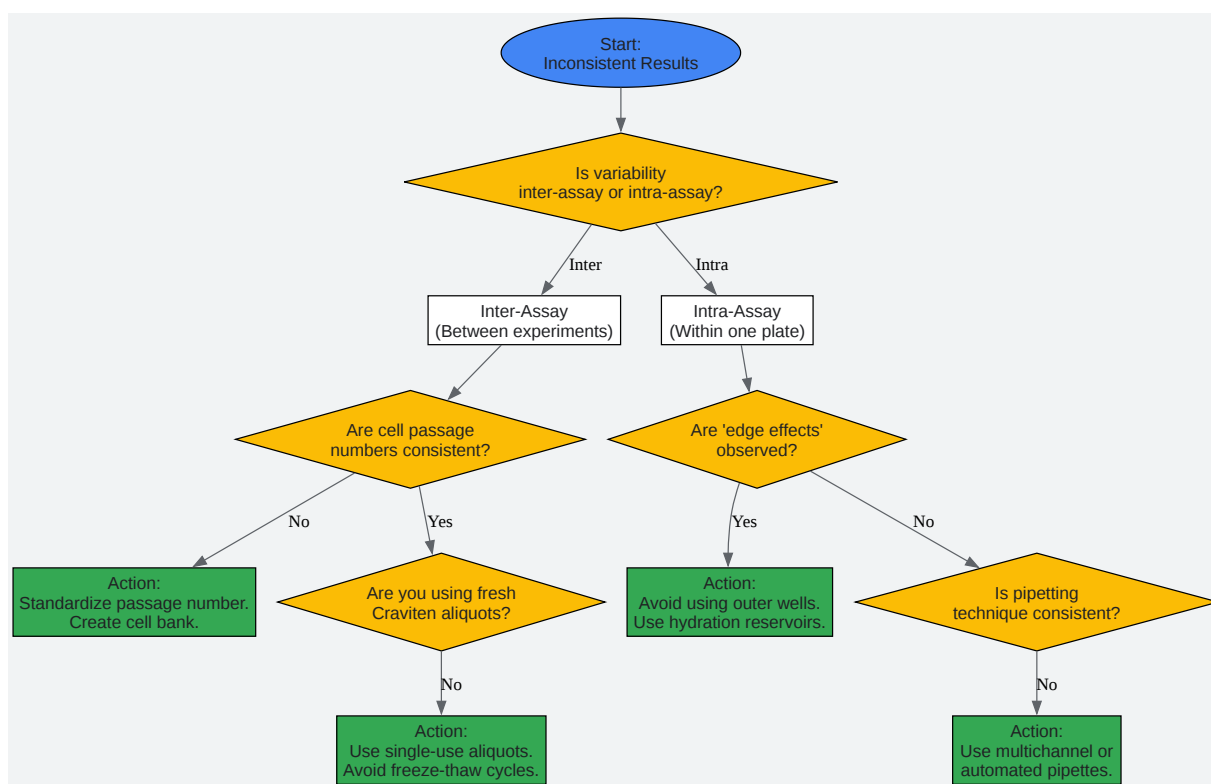 Start:
Inconsistent Results
Is variability
inter-assay or intra-assay?
Inter
Intra
Inter-Assay
(Between experiments)
Intra-Assay
(Within one plate)
Are cell passage
numbers consistent?
Are 'edge effects'
observed?
No
Yes
Yes
No
Action:
Standardize passage number.
Create cell bank.
Are you using fresh
Craviten aliquots?
Action:
Avoid using outer wells.
Use hydration reservoirs.
Is pipetting
technique consistent?
No
No
Action:
Use single-use aliquots.
Avoid freeze-thaw cycles.
Action:
Use multichannel or
automated pipettes.